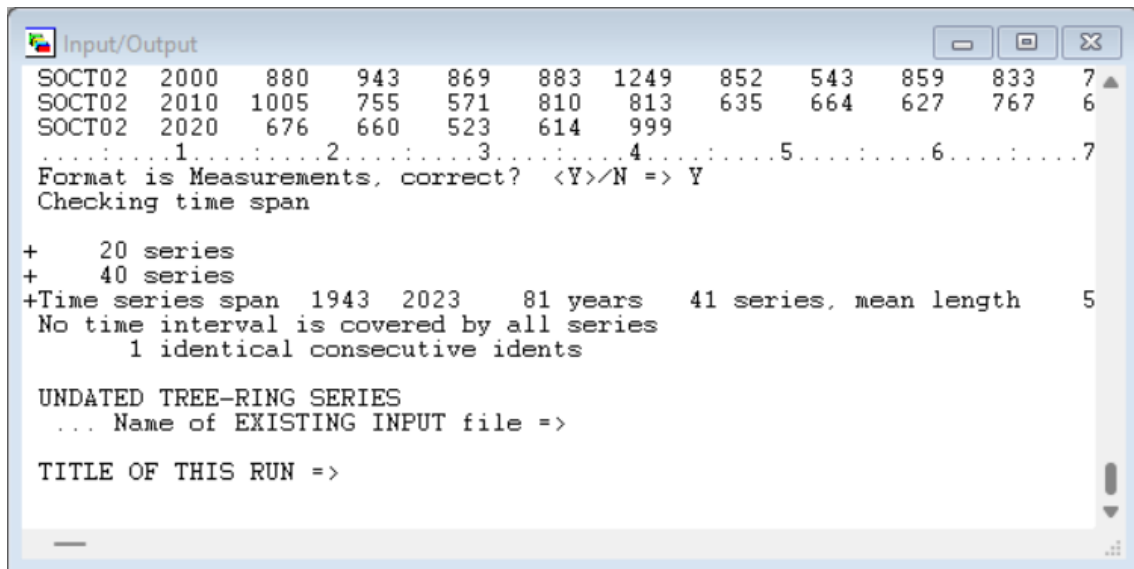 Input/Output
SOCT02 2000 880 943 869 883 1249 852 543 859 833 7
SOCT02 2010 1005 755 571 810 813 635 664 627 767 6
SOCT02 2020 676 660 523 614 999
....:....1....:....2....:....3....:....4....:....5....:....6....:....7
Format is Measurements, correct? <Y>/N => Y
Checking time span
+ 20 series
+ 40 series
+Time series span 1943 2023 81 years 41 series, mean length 5
No time interval is covered by all series
1 identical consecutive idents
UNDATED TREE-RING SERIES
... Name of EXISTING INPUT file =>
TITLE OF THIS RUN =>